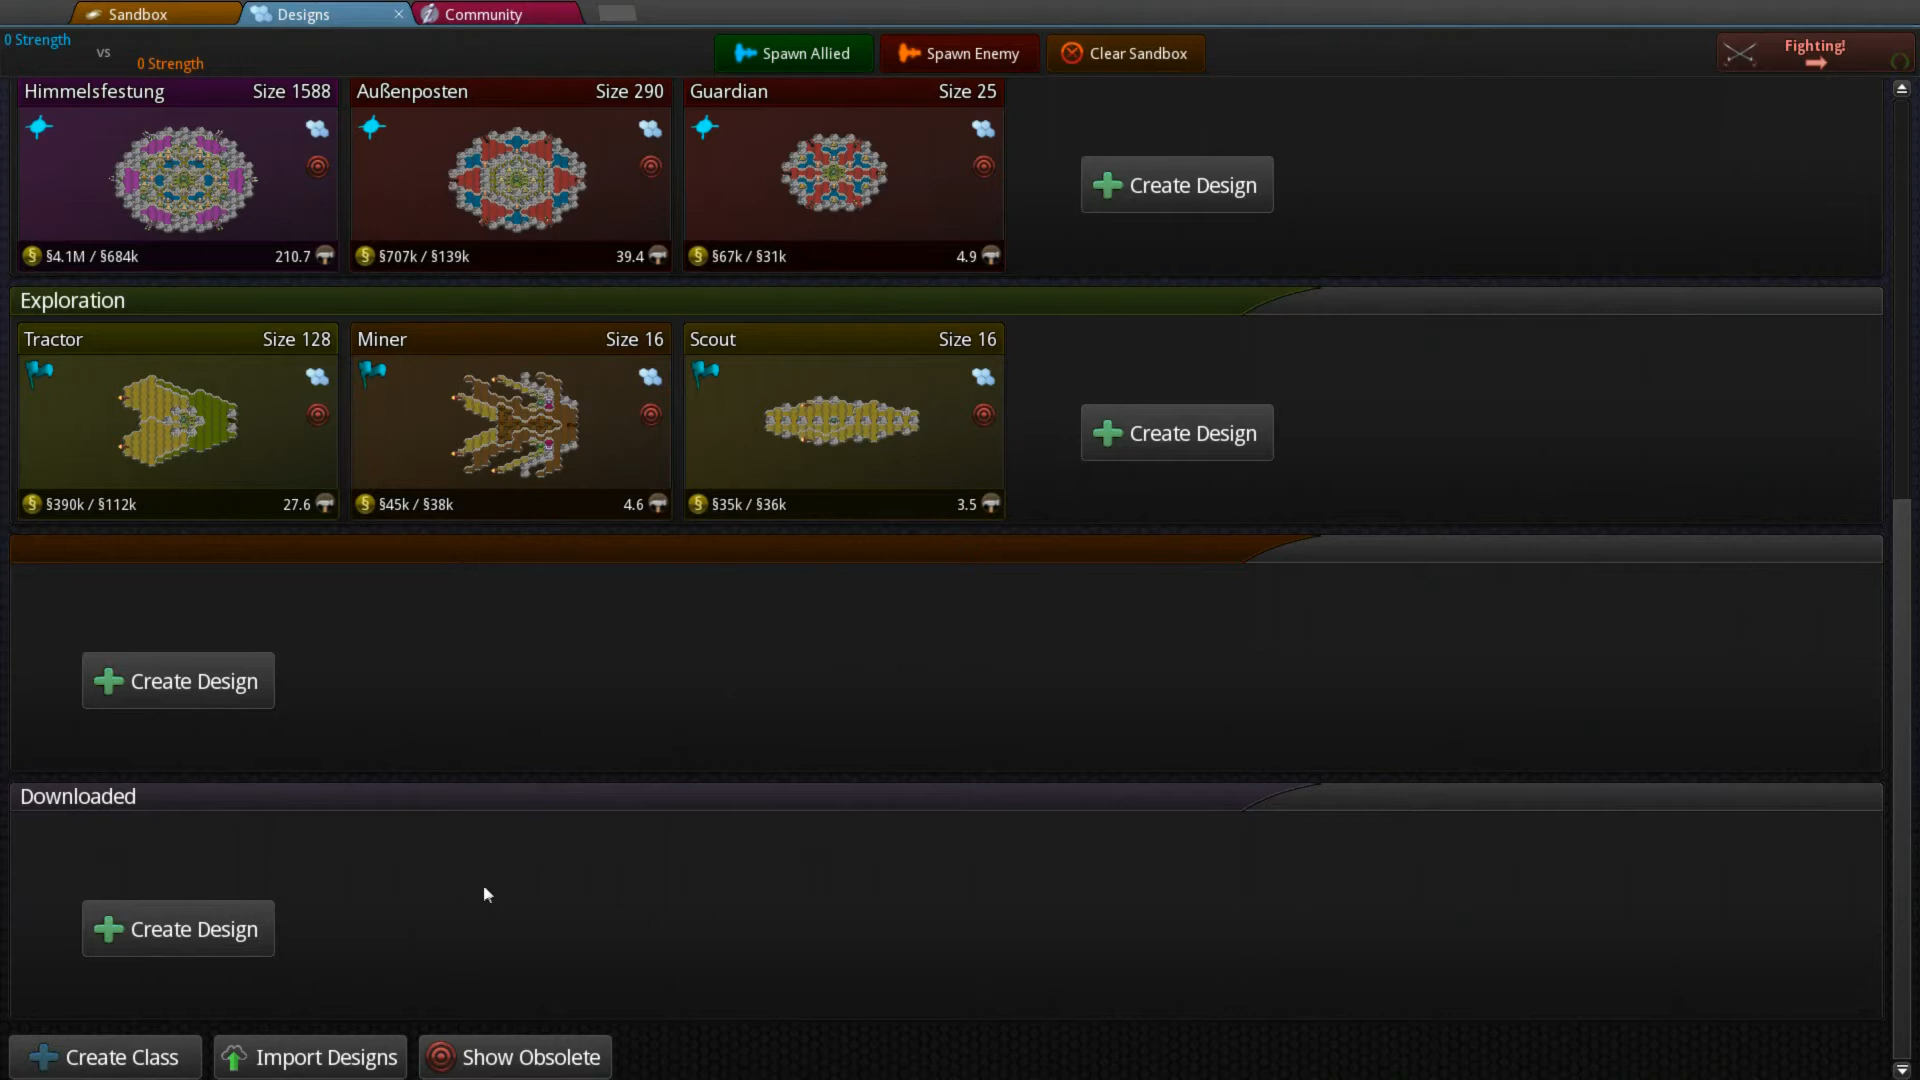 Sandbox
Designs
Community
0 Strength
vs
0 Strength
Spawn Allied
Spawn Enemy
Clear Sandbox
Fighting!
Himmelsfestung Size 1588
§4.1M / §684k 210.7
Außenposten Size 290
§707k / §139k 39.4
Guardian Size 25
§67k / §31k 4.9
Create Design
Exploration
Tractor Size 128
§390k / §112k 27.6
Miner Size 16
§45k / §38k 4.6
Scout Size 16
§35k / §36k 3.5
Create Design
Create Design
Downloaded
Create Design
Create Class
Import Designs
Show Obsolete